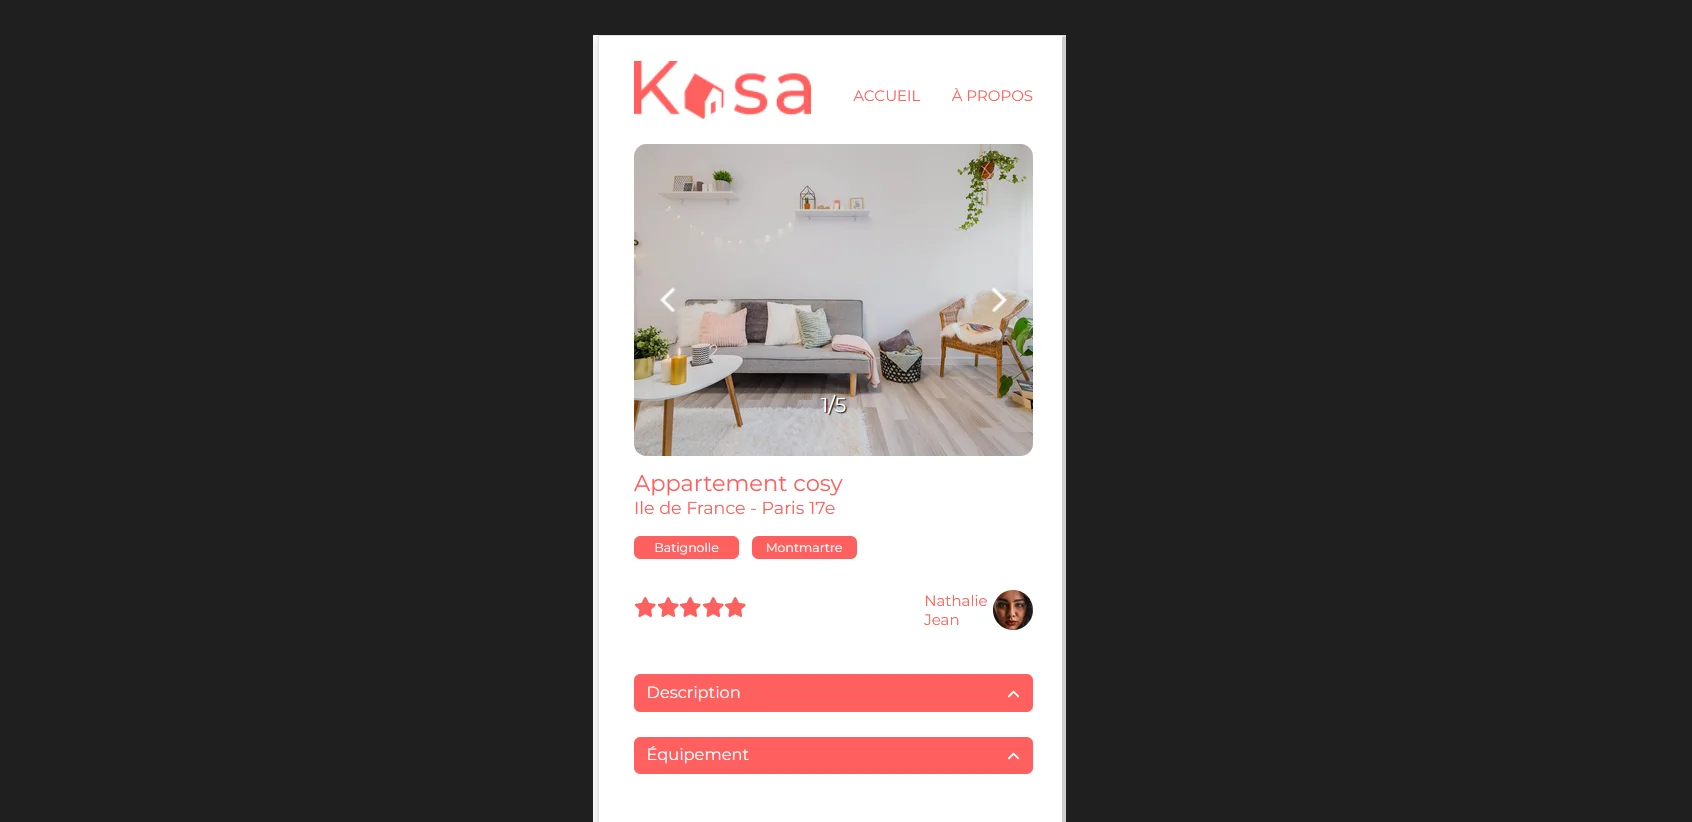 Kasa
ACCUEIL À PROPOS
1/5
Appartement cosy
Ile de France - Paris 17e
Batignolle Montmartre
Nathalie
Jean
Description
Équipement